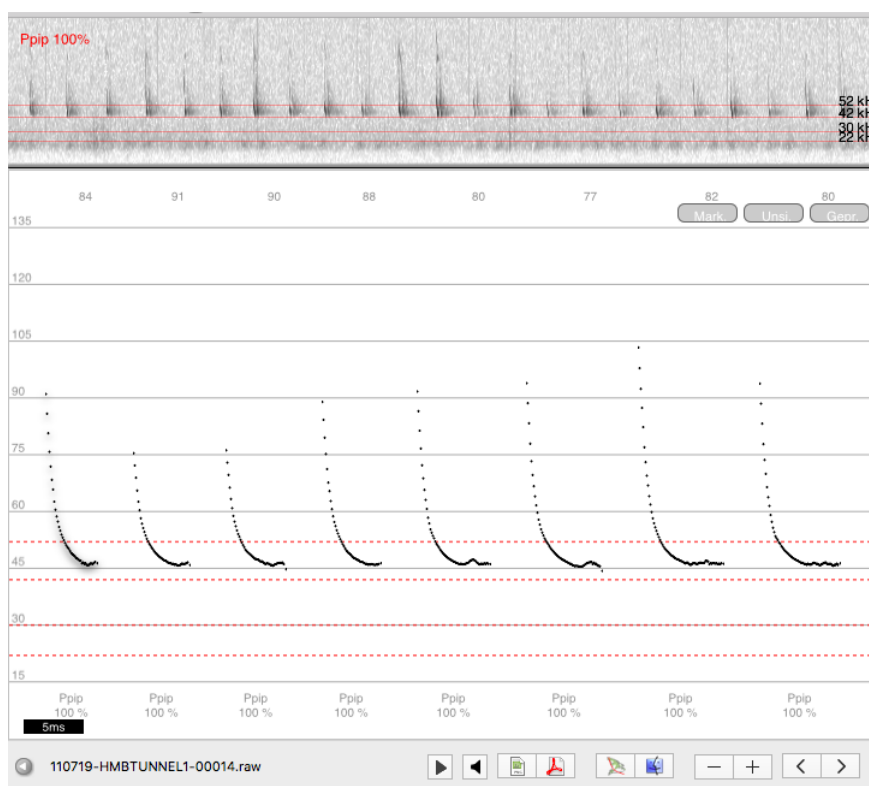 Ppip 100%
52 kH
42 kH
30 kH
22 kH
84 91 90 88 80 77 82 80
Mark. Unsi. Gepr.
135
120
105
90
75
60
45
30
15
Ppip Ppip Ppip Ppip Ppip Ppip Ppip Ppip
100 % 100 % 100 % 100 % 100 % 100 % 100 % 100 %
5ms
110719-HMBTUNNEL1-00014.raw